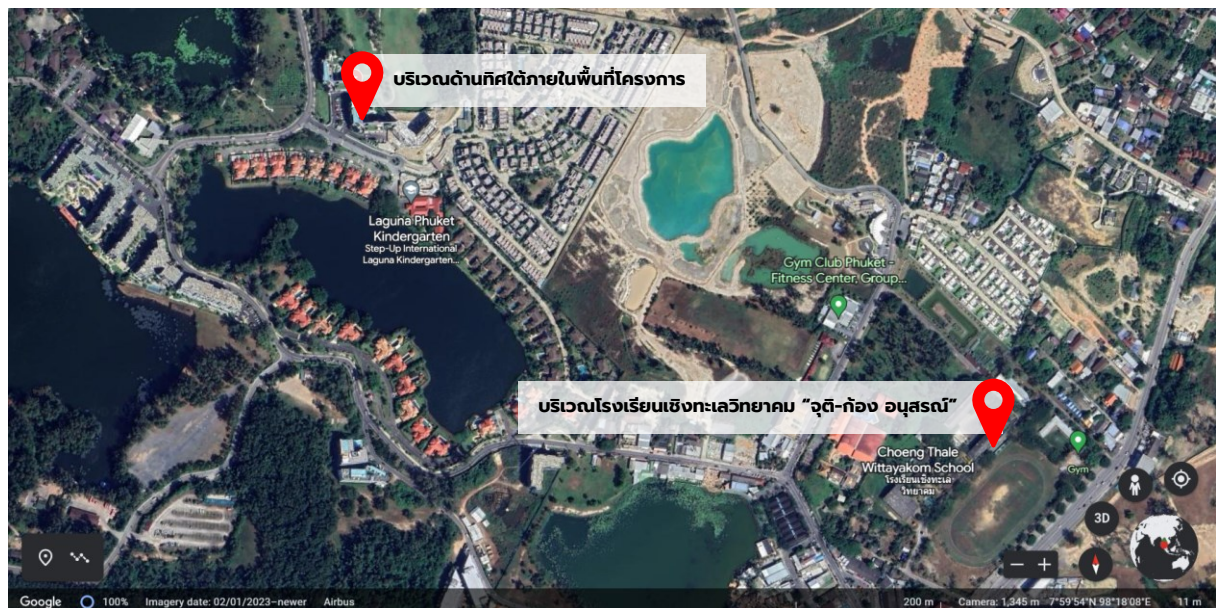 บริเวณด้านทิศใต้ภายในพื้นที่โครงการ
Laguna Phuket
Kindergarten
Step-Up International
Laguna Kindergarten...
Gym Club Phuket -
Fitness Center, Group...
บริเวณโรงเรียนเชิงทะเลวิทยาคม “จุติ-ก้อง อนุสรณ์”
Choeng Thale
Wittayakom School
โรงเรียนเชิงทะเล
วิทยาคม
Gym
3D
Google 100% Imagery date: 02/01/2023–newer Airbus 200 m Camera: 1,345 m 7°59'54"N 98°18'08"E 11 m